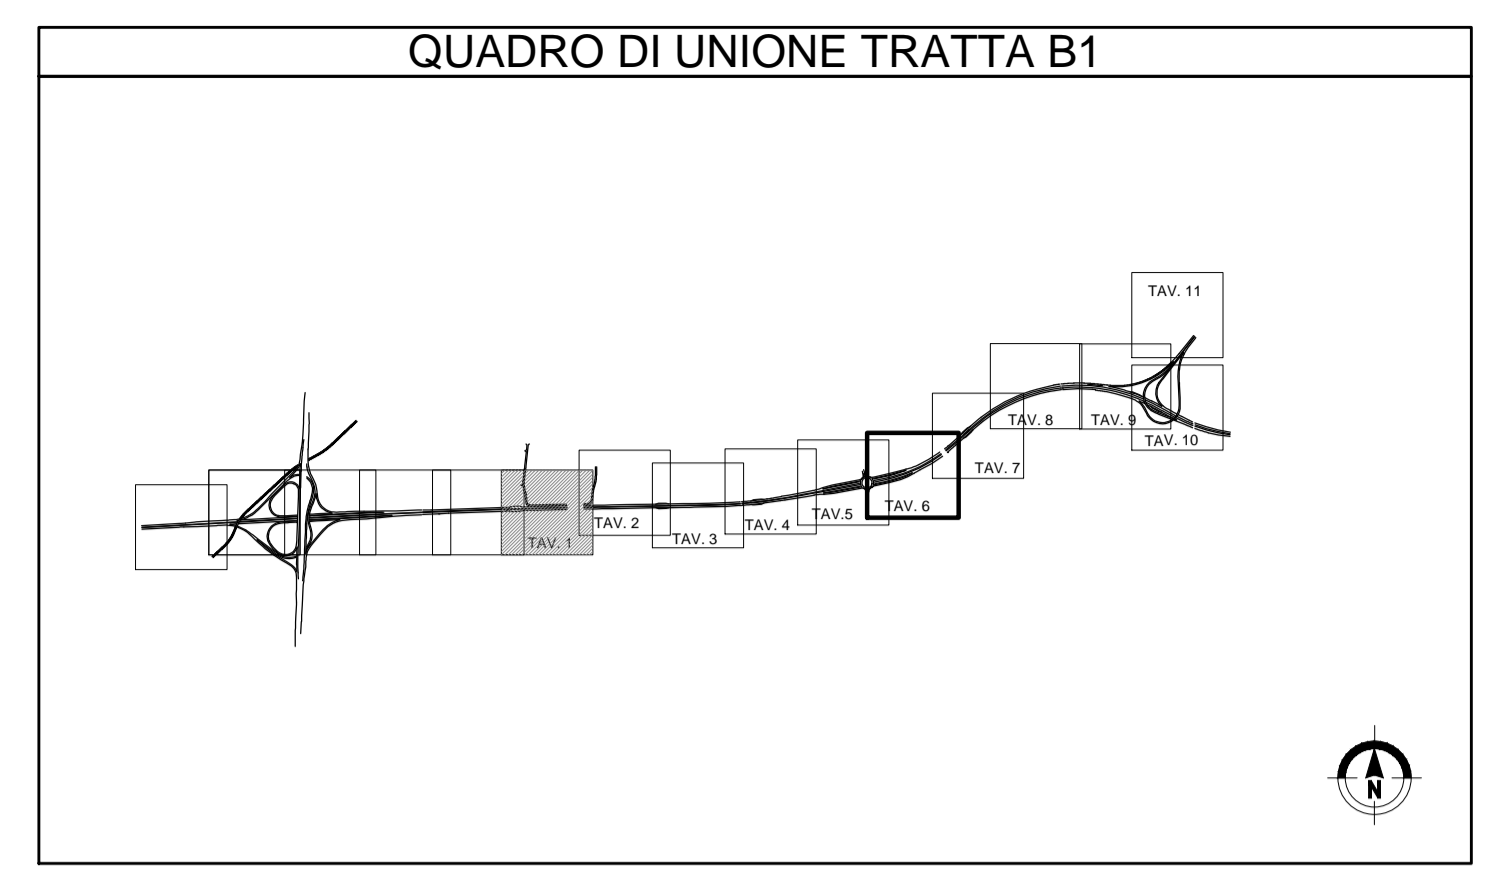 QUADRO DI UNIONE TRATTA B1
TAV. 11
TAV. 8
TAV. 9
TAV. 10
TAV. 7
TAV. 6
TAV.5
TAV. 4
TAV. 3
TAV. 2
TAV. 1
N